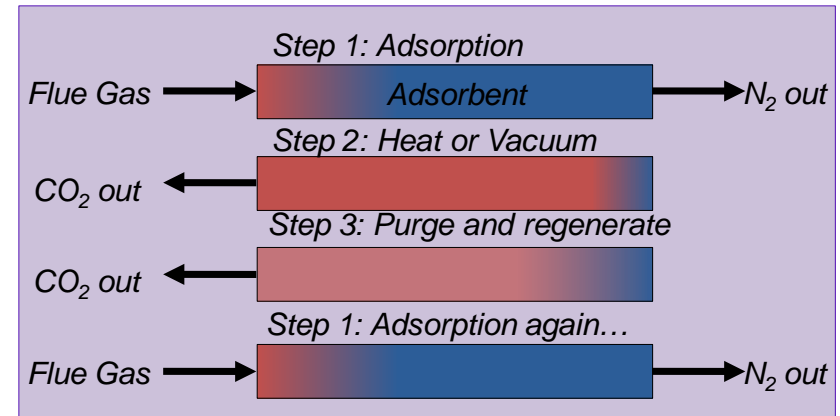 Step 1: Adsorption
Flue Gas Adsorbent N₂ out
Step 2: Heat or Vacuum
CO₂ out
Step 3: Purge and regenerate
CO₂ out
Step 1: Adsorption again…
Flue Gas N₂ out